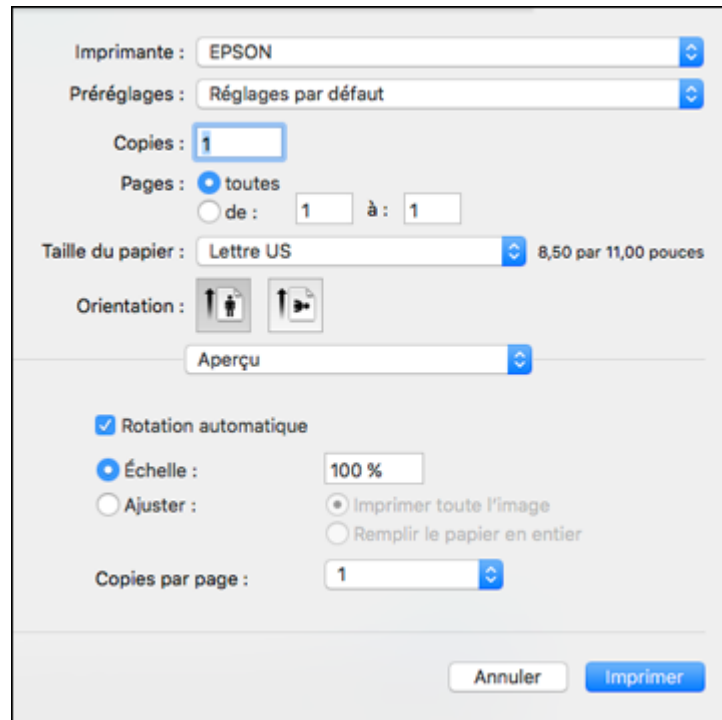 Imprimante : EPSON
Préréglages : Réglages par défaut
Copies : 1
Pages : toutes
de : 1 à : 1
Taille du papier : Lettre US 8,50 par 11,00 pouces
Orientation :
Aperçu
Rotation automatique
Échelle : 100 %
Ajuster : Imprimer toute l'image
Remplir le papier en entier
Copies par page : 1
Annuler Imprimer